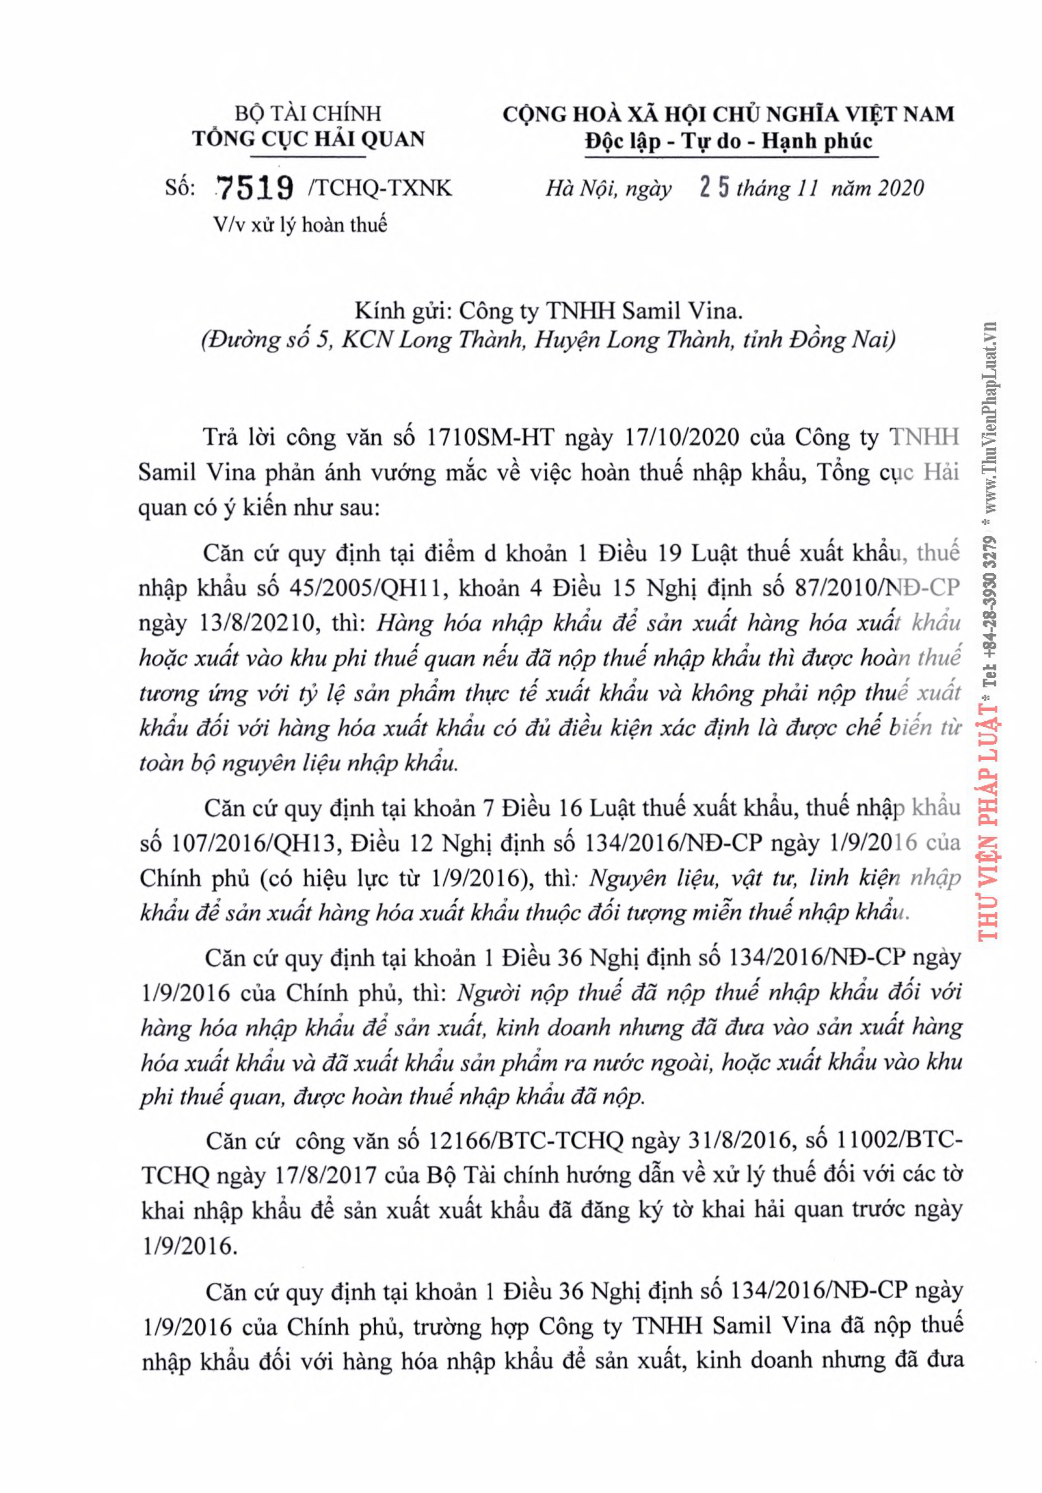 BỘ TÀI CHÍNH
TỔNG CỤC HẢI QUAN
CỘNG HOÀ XÃ HỘI CHỦ NGHĨA VIỆT NAM
Độc lập - Tự do - Hạnh phúc
Số: 7519 /TCHQ-TXNK
V/v xử lý hoàn thuế
Hà Nội, ngày 25 tháng 11 năm 2020
Kính gửi: Công ty TNHH Samil Vina.
(Đường số 5, KCN Long Thành, Huyện Long Thành, tỉnh Đồng Nai)
Trả lời công văn số 1710SM-HT ngày 17/10/2020 của Công ty TNHH
Samil Vina phản ánh vướng mắc về việc hoàn thuế nhập khẩu, Tổng cục Hải
quan có ý kiến như sau:
Căn cứ quy định tại điểm d khoản 1 Điều 19 Luật thuế xuất khẩu, thuế
nhập khẩu số 45/2005/QH11, khoản 4 Điều 15 Nghị định số 87/2010/NĐ-CP
ngày 13/8/20210, thì: Hàng hóa nhập khẩu để sản xuất hàng hóa xuất khẩu
hoặc xuất vào khu phi thuế quan nếu đã nộp thuế nhập khẩu thì được hoàn thuế
tương ứng với tỷ lệ sản phẩm thực tế xuất khẩu và không phải nộp thuế xuất
khẩu đối với hàng hóa xuất khẩu có đủ điều kiện xác định là được chế biến từ
toàn bộ nguyên liệu nhập khẩu.
Căn cứ quy định tại khoản 7 Điều 16 Luật thuế xuất khẩu, thuế nhập khẩu
số 107/2016/QH13, Điều 12 Nghị định số 134/2016/NĐ-CP ngày 1/9/2016 của
Chính phủ (có hiệu lực từ 1/9/2016), thì: Nguyên liệu, vật tư, linh kiện nhập
khẩu để sản xuất hàng hóa xuất khẩu thuộc đối tượng miễn thuế nhập khẩu.
Căn cứ quy định tại khoản 1 Điều 36 Nghị định số 134/2016/NĐ-CP ngày
1/9/2016 của Chính phủ, thì: Người nộp thuế đã nộp thuế nhập khẩu đối với
hàng hóa nhập khẩu để sản xuất, kinh doanh nhưng đã đưa vào sản xuất hàng
hóa xuất khẩu và đã xuất khẩu sản phẩm ra nước ngoài, hoặc xuất khẩu vào khu
phi thuế quan, được hoàn thuế nhập khẩu đã nộp.
Căn cứ công văn số 12166/BTC-TCHQ ngày 31/8/2016, số 11002/BTC-
TCHQ ngày 17/8/2017 của Bộ Tài chính hướng dẫn về xử lý thuế đối với các tờ
khai nhập khẩu để sản xuất xuất khẩu đã đăng ký tờ khai hải quan trước ngày
1/9/2016.
Căn cứ quy định tại khoản 1 Điều 36 Nghị định số 134/2016/NĐ-CP ngày
1/9/2016 của Chính phủ, trường hợp Công ty TNHH Samil Vina đã nộp thuế
nhập khẩu đối với hàng hóa nhập khẩu để sản xuất, kinh doanh nhưng đã đưa
THƯ VIỆN PHÁP LUẬT * Tel: +84-28-3930 3279 * www.ThuVienPhapLuat.vn